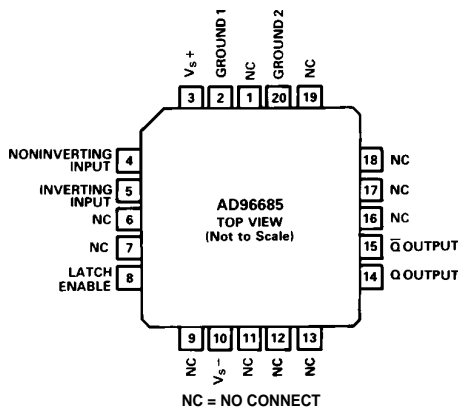 Vs+
GROUND 1
NC
GROUND 2
NC
3 2 1 20 19
NONINVERTING
INPUT
4
INVERTING
INPUT
5
NC 6
NC 7
LATCH
ENABLE
8
AD96685
TOP VIEW
(Not to Scale)
18 NC
17 NC
16 NC
15 Q̅ OUTPUT
14 Q OUTPUT
9 10 11 12 13
NC
Vs−
NC
NC
NC
NC = NO CONNECT